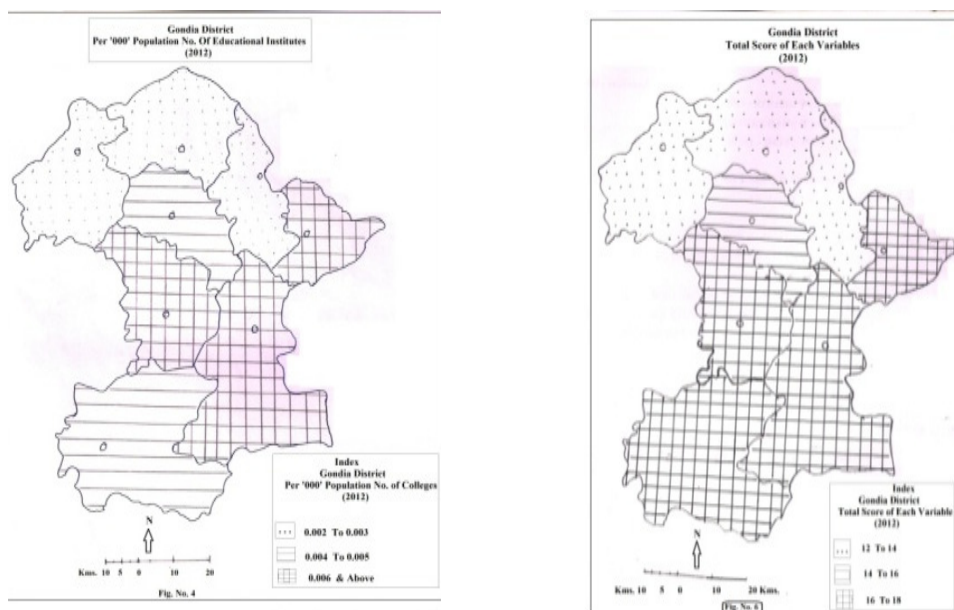 Gondia District
Per '000' Population No. Of Educational Institutes
(2012)
Index
Gondia District
Per '000' Population No. of Colleges
(2012)
0.002 To 0.003
0.004 To 0.005
0.006 & Above
N
Kms. 10 5 0 10 20
Fig. No. 4
Gondia District
Total Score of Each Variables
(2012)
Index
Gondia District
Total Score of Each Variable
(2012)
12 To 14
14 To 16
16 To 18
N
Kms. 10 5 0 10 20 Kms.
Fig. No. 6